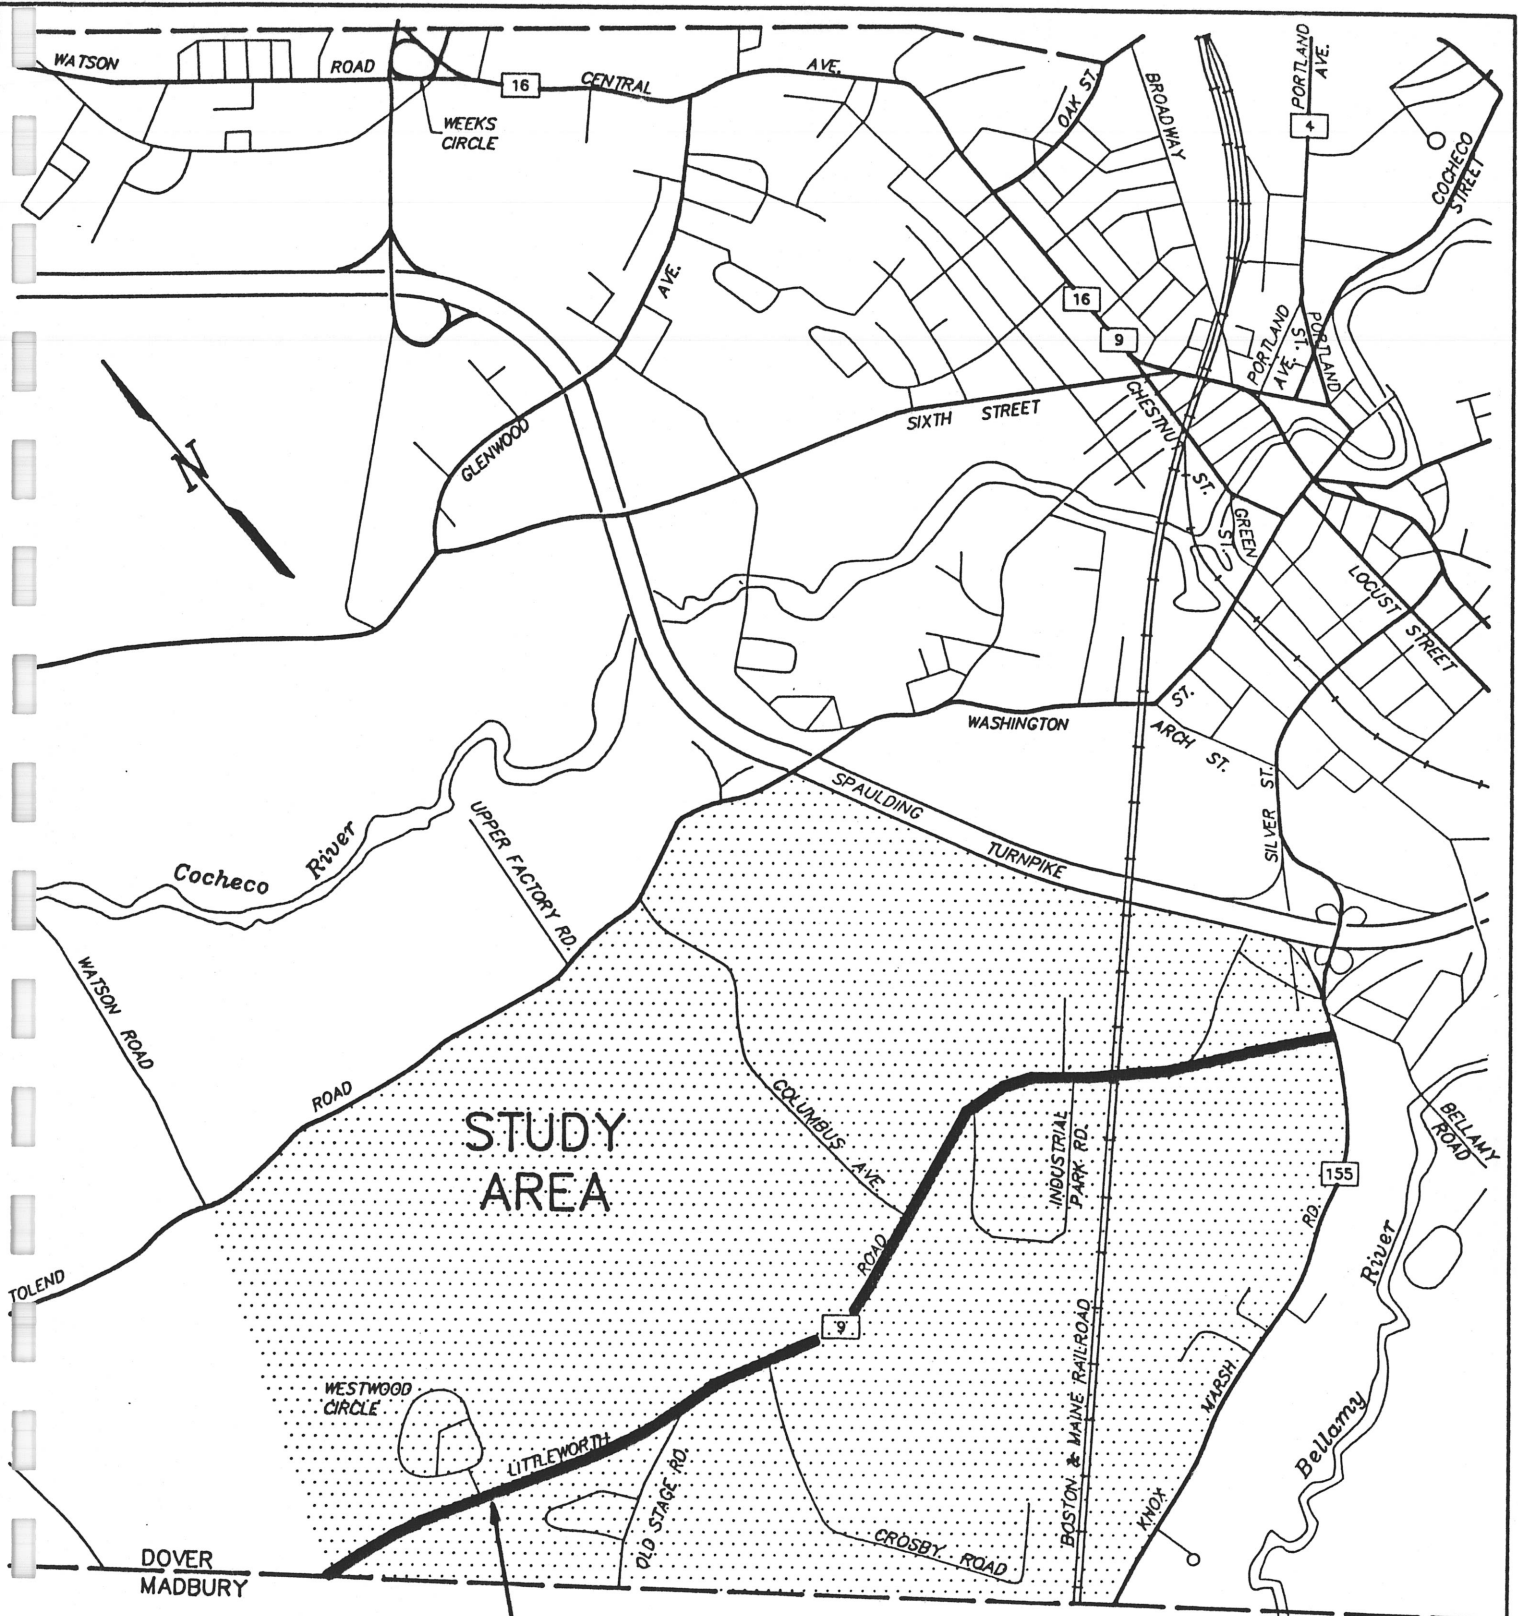 WATSON
ROAD
16
CENTRAL
AVE.
WEEKS
CIRCLE
OAK ST.
BROADWAY
PORTLAND
AVE.
4
COCHECO
STREET
N
GLENWOOD
AVE.
16
9
PORTLAND
AVE.
PORTLAND
ST.
SIXTH STREET
CHESTNUT
ST.
GREEN
ST.
LOCUST
STREET
WASHINGTON
ST.
ARCH ST.
SILVER ST.
SPAULDING
TURNPIKE
Cocheco
River
UPPER FACTORY RD.
WATSON ROAD
ROAD
TOLEND
STUDY
AREA
COLUMBUS AVE.
INDUSTRIAL
PARK RD.
BELLAMY
ROAD
155
RD.
River
ROAD
9
BOSTON & MAINE RAILROAD
MARSH
Bellamy
WESTWOOD
CIRCLE
LITTLEWORTH
OLD STAGE RD.
CROSBY ROAD
KNOX
DOVER
MADBURY